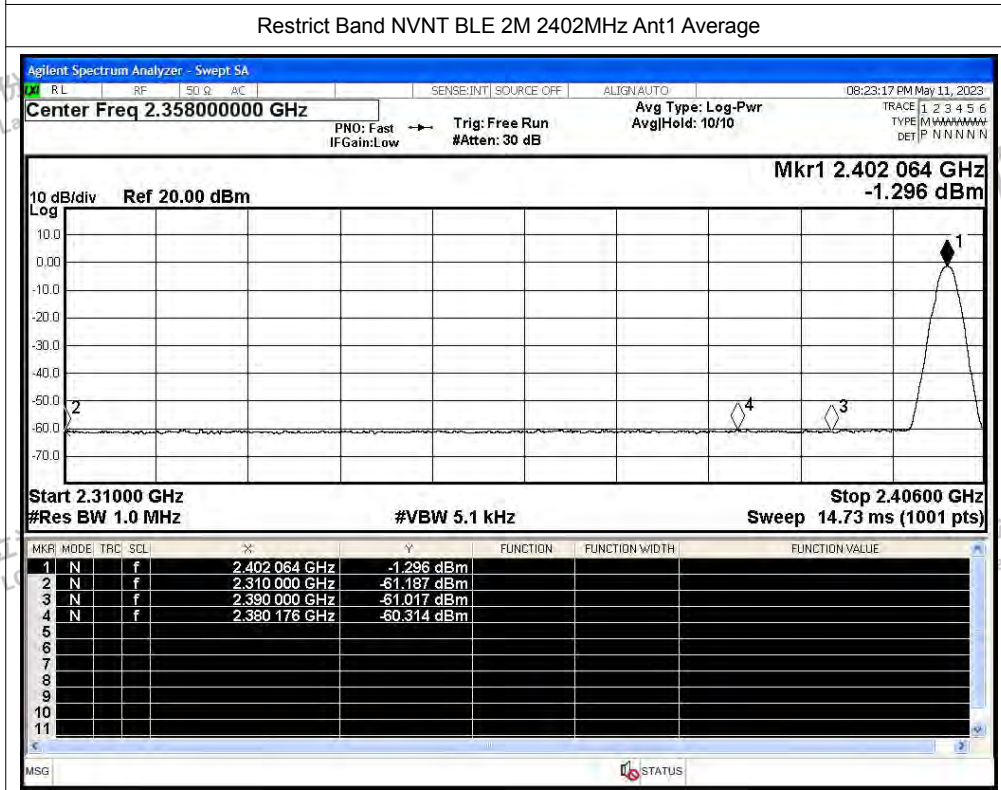 Restrict Band NVNT BLE 2M 2402MHz Ant1 Average
Agilent Spectrum Analyzer - Swept SA
RL RF 50 Ω AC SENSE:INT SOURCE OFF ALIGNAUTO 08:23:17 PM May 11, 2023
Center Freq 2.358000000 GHz
PNO: Fast
IFGain:Low
Trig: Free Run
#Atten: 30 dB
Avg Type: Log-Pwr
Avg|Hold: 10/10
TRACE 1 2 3 4 5 6
TYPE M
DET P N N N N N
Mkr1 2.402 064 GHz
-1.296 dBm
10 dB/div Ref 20.00 dBm
Log
10.0
0.00
-10.0
-20.0
-30.0
-40.0
-50.0
-60.0
-70.0
1
2
4
3
Start 2.31000 GHz Stop 2.40600 GHz
#Res BW 1.0 MHz #VBW 5.1 kHz Sweep 14.73 ms (1001 pts)
MKR MODE TRC SCL X Y FUNCTION FUNCTION WIDTH FUNCTION VALUE
1 N f 2.402 064 GHz -1.296 dBm
2 N f 2.310 000 GHz -61.187 dBm
3 N f 2.390 000 GHz -61.017 dBm
4 N f 2.380 176 GHz -60.314 dBm
5
6
7
8
9
10
11
MSG STATUS